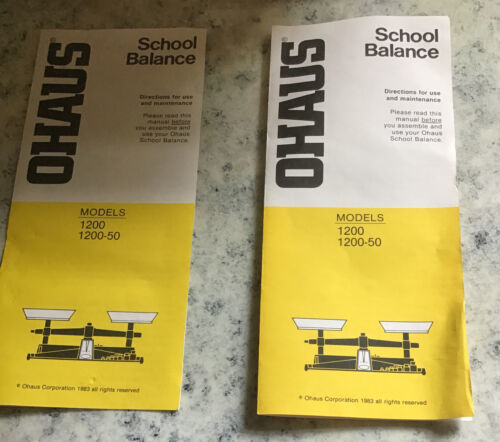 OHAUS®
School
Balance
Directions for use
and maintenance
Please read this
manual before
you assemble and
use your Ohaus
School Balance.
MODELS
1200
1200-50
© Ohaus Corporation 1983 all rights reserved
OHAUS®
School
Balance
Directions for use
and maintenance
Please read this
manual before
you assemble and
use your Ohaus
School Balance.
MODELS
1200
1200-50
© Ohaus Corporation 1983 all rights reserved